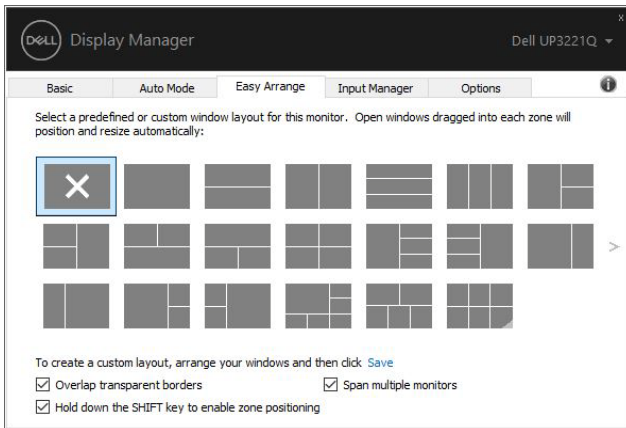 x
DELL Display Manager Dell UP3221Q
Basic Auto Mode Easy Arrange Input Manager Options
Select a predefined or custom window layout for this monitor. Open windows dragged into each zone will
position and resize automatically:
To create a custom layout, arrange your windows and then click Save
Overlap transparent borders Span multiple monitors
Hold down the SHIFT key to enable zone positioning